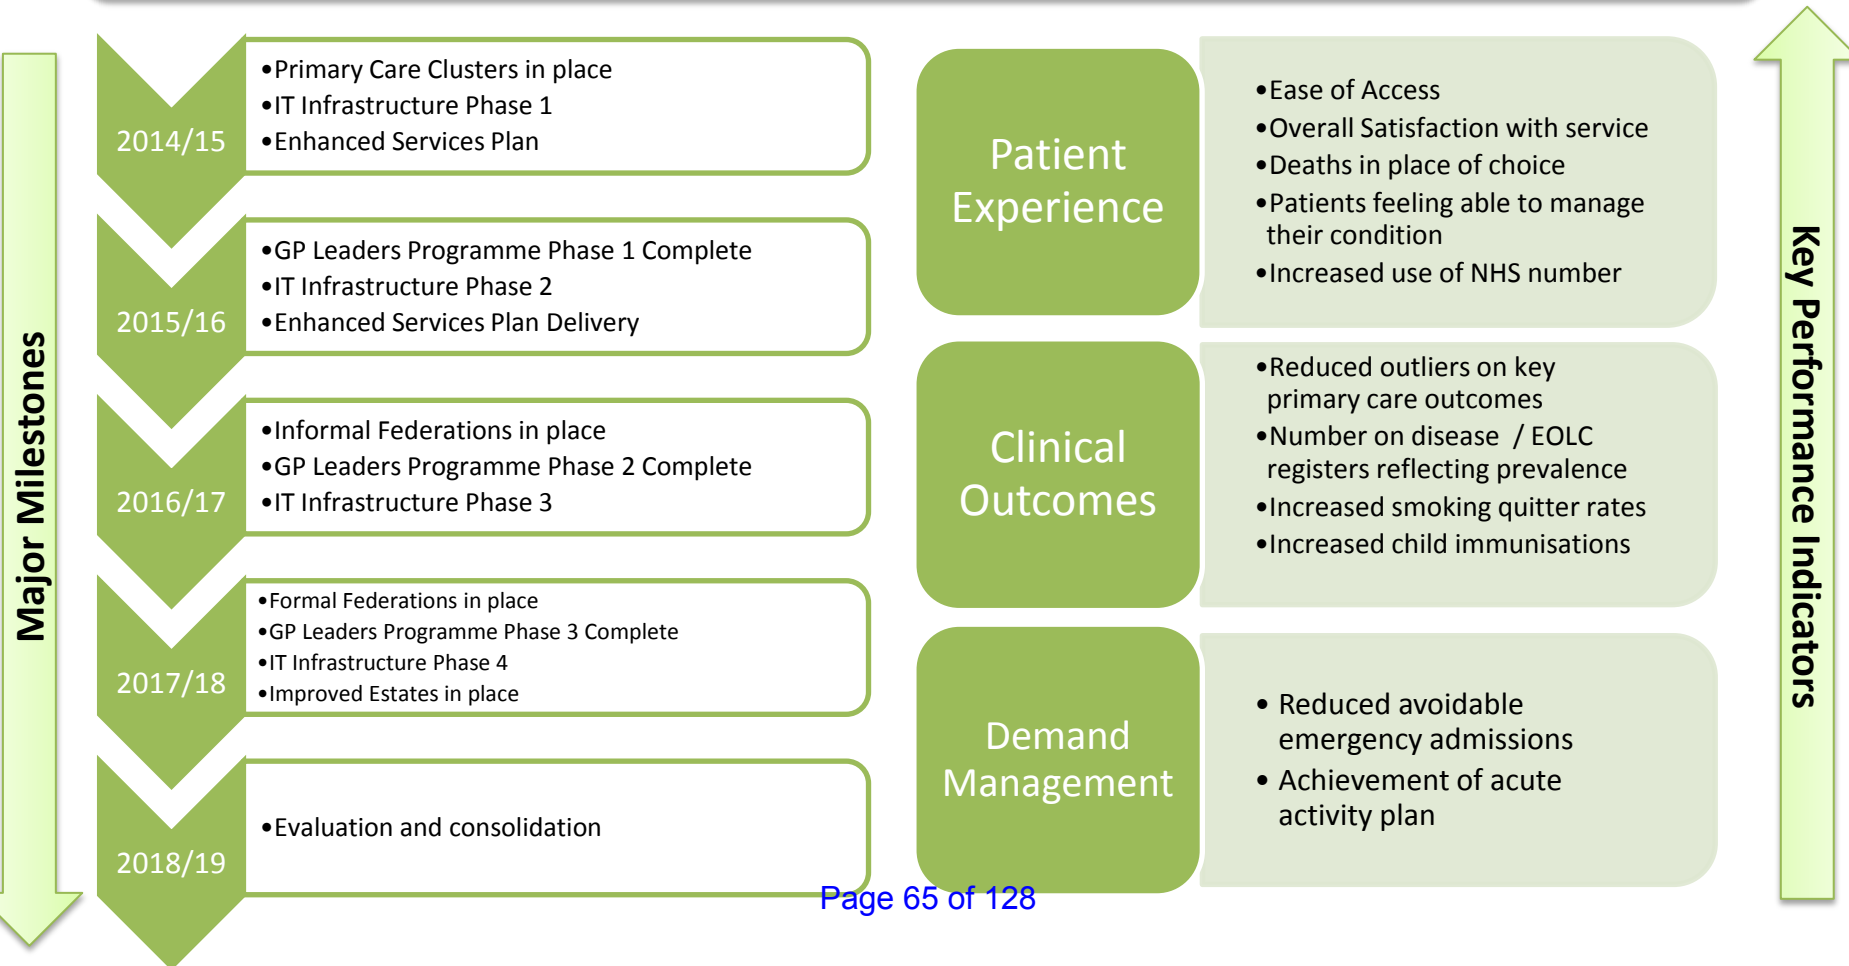 Major Milestones
2014/15
•Primary Care Clusters in place
•IT Infrastructure Phase 1
•Enhanced Services Plan
2015/16
•GP Leaders Programme Phase 1 Complete
•IT Infrastructure Phase 2
•Enhanced Services Plan Delivery
2016/17
•Informal Federations in place
•GP Leaders Programme Phase 2 Complete
•IT Infrastructure Phase 3
2017/18
•Formal Federations in place
•GP Leaders Programme Phase 3 Complete
•IT Infrastructure Phase 4
•Improved Estates in place
2018/19
•Evaluation and consolidation
Patient
Experience
•Ease of Access
•Overall Satisfaction with service
•Deaths in place of choice
•Patients feeling able to manage
their condition
•Increased use of NHS number
Clinical
Outcomes
•Reduced outliers on key
primary care outcomes
•Number on disease / EOLC
registers reflecting prevalence
•Increased smoking quitter rates
•Increased child immunisations
Demand
Management
• Reduced avoidable
emergency admissions
• Achievement of acute
activity plan
Key Performance Indicators
Page 65 of 128